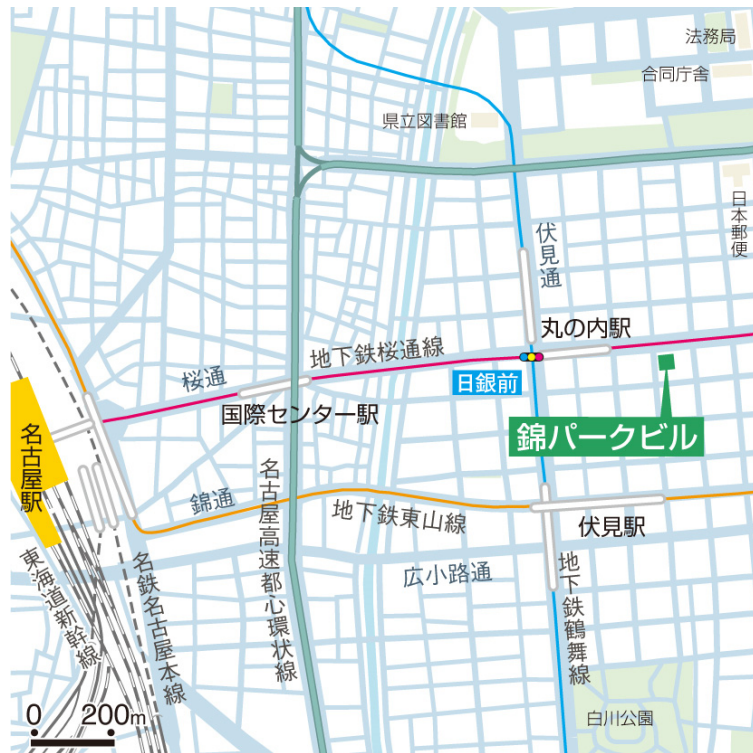 法務局
合同庁舎
県立図書館
日本郵便
伏見通
丸の内駅
地下鉄桜通線
桜通
日銀前
国際センター駅
錦パークビル
名古屋駅
錦通
名古屋高速都心環状線
地下鉄東山線
伏見駅
広小路通
地下鉄鶴舞線
東海道新幹線
名鉄名古屋本線
白川公園
0 200m